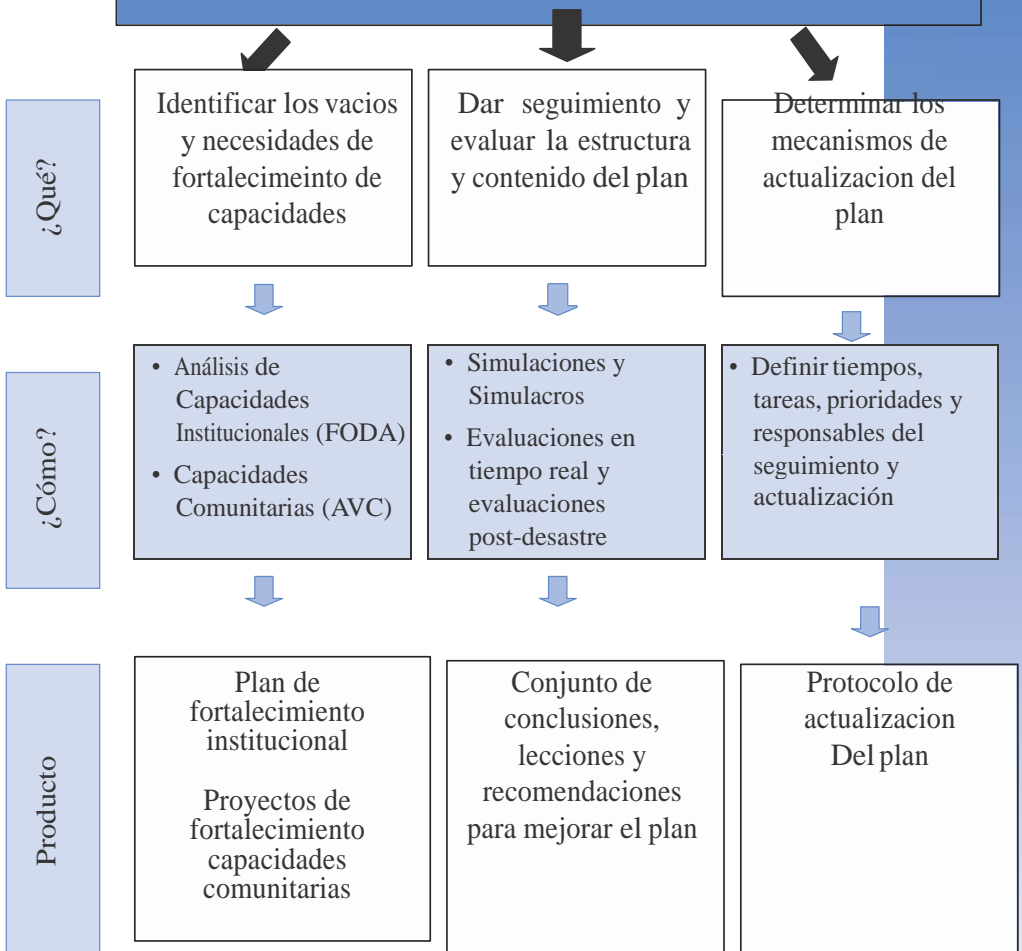 ¿Qué?
Identificar los vacios
y necesidades de
fortalecimeinto de
capacidades
Dar seguimiento y
evaluar la estructura
y contenido del plan
Determinar los
mecanismos de
actualizacion del
plan
¿Cómo?
• Análisis de
Capacidades
Institucionales (FODA)
• Capacidades
Comunitarias (AVC)
• Simulaciones y
Simulacros
• Evaluaciones en
tiempo real y
evaluaciones
post-desastre
• Definir tiempos,
tareas, prioridades y
responsables del
seguimiento y
actualización
Producto
Plan de
fortalecimiento
institucional
Proyectos de
fortalecimiento
capacidades
comunitarias
Conjunto de
conclusiones,
lecciones y
recomendaciones
para mejorar el plan
Protocolo de
actualizacion
Del plan